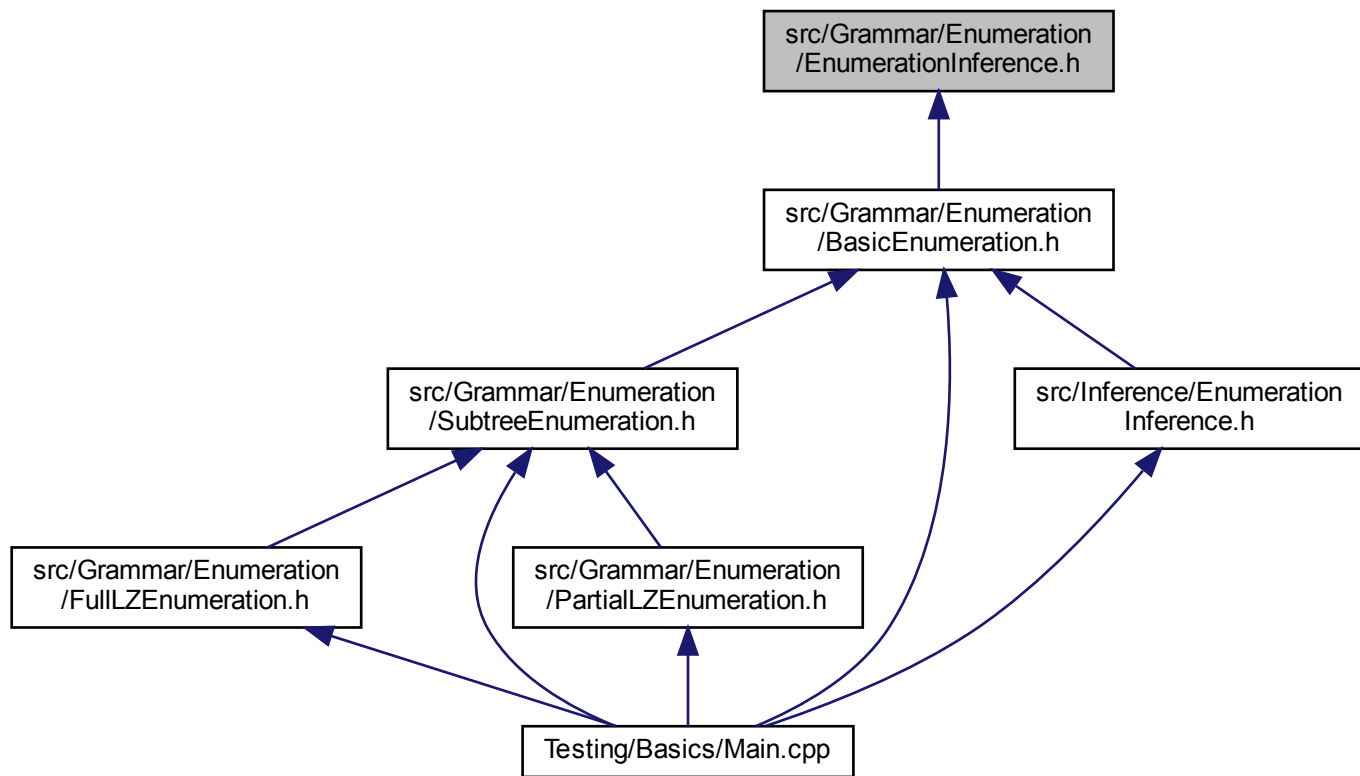 src/Grammar/Enumeration
/EnumerationInference.h
src/Grammar/Enumeration
/BasicEnumeration.h
src/Grammar/Enumeration
/SubtreeEnumeration.h
src/Inference/Enumeration
Inference.h
src/Grammar/Enumeration
/FullLZEnumeration.h
src/Grammar/Enumeration
/PartialLZEnumeration.h
Testing/Basics/Main.cpp